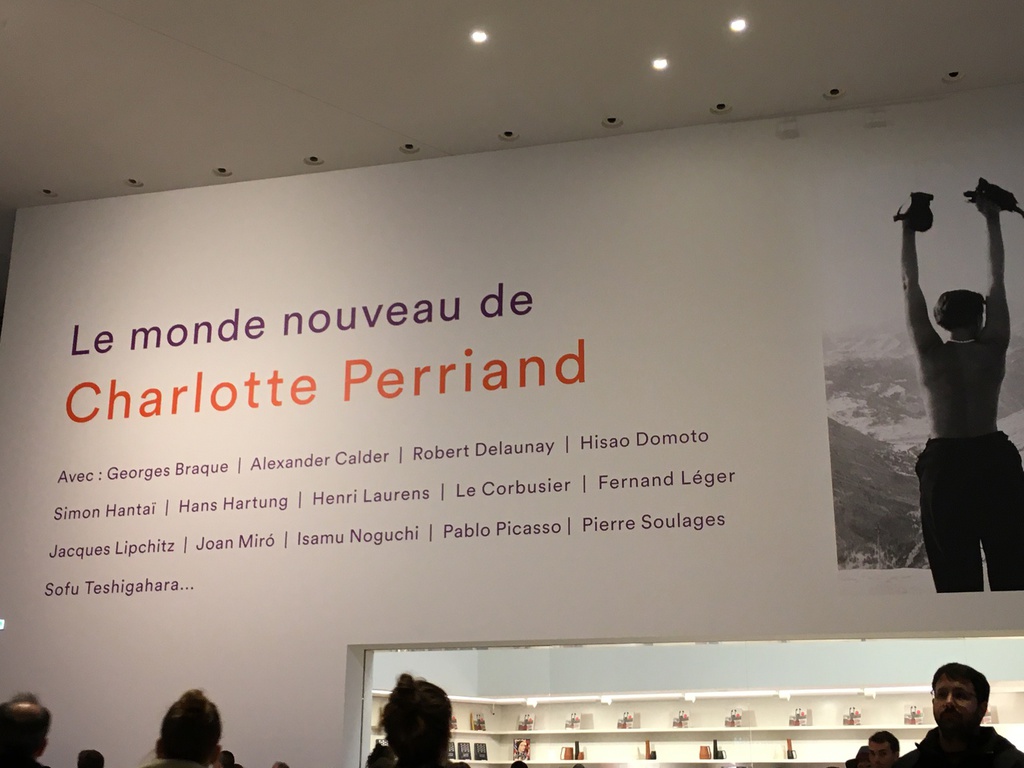 Le monde nouveau de
Charlotte Perriand
Avec : Georges Braque | Alexander Calder | Robert Delaunay | Hisao Domoto
Simon Hantaï | Hans Hartung | Henri Laurens | Le Corbusier | Fernand Léger
Jacques Lipchitz | Joan Miró | Isamu Noguchi | Pablo Picasso | Pierre Soulages
Sofu Teshigahara...